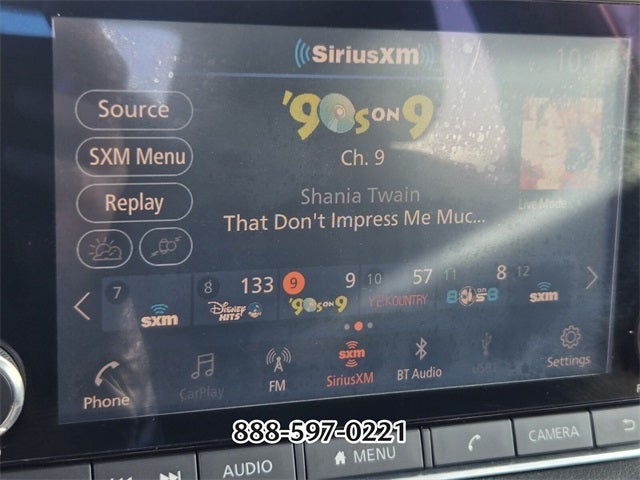 SiriusXM
10:1
Source
SXM Menu
Replay
'90s ON 9
Ch. 9
Shania Twain
That Don't Impress Me Muc...
Live Mode
7 sxm
8 133 Disney HITS
9 9 '90s ON 9
10 57 Y2KOUNTRY
11 8 80s on 8
12 sxm
Phone
CarPlay
FM
sxm
SiriusXM
BT Audio
Settings
888-597-0221
AUDIO
MENU
CAMERA